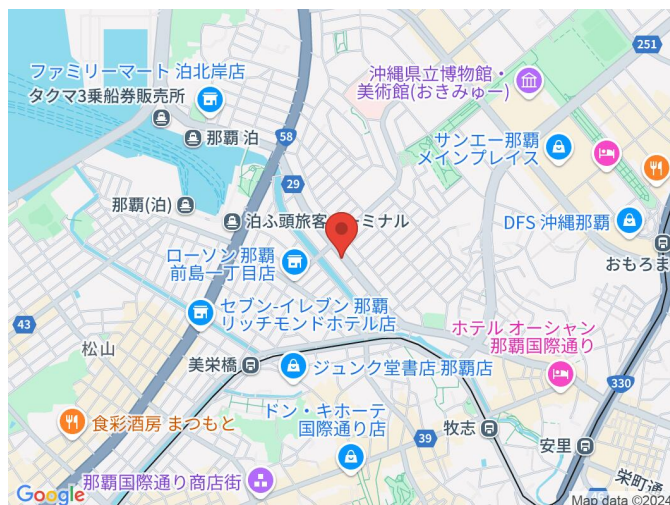 251
ファミリーマート 泊北岸店
タクマ3乗船券販売所
沖縄県立博物館・
美術館(おきみゅー)
58
那覇 泊
サンエー那覇
メインプレイス
29
那覇(泊)
泊ふ頭旅客
ーミナル
DFS 沖縄那覇
おもろま
ローソン 那覇
前島一丁目店
セブン-イレブン 那覇
リッチモンドホテル店
43
松山
ホテル オーシャン
那覇国際通り
美栄橋
ジュンク堂書店 那覇店
330
ドン・キホーテ
国際通り店
食彩酒房 まつもと
39
牧志
安里
那覇国際通り商店街
栄町通
Google
Map data ©2024